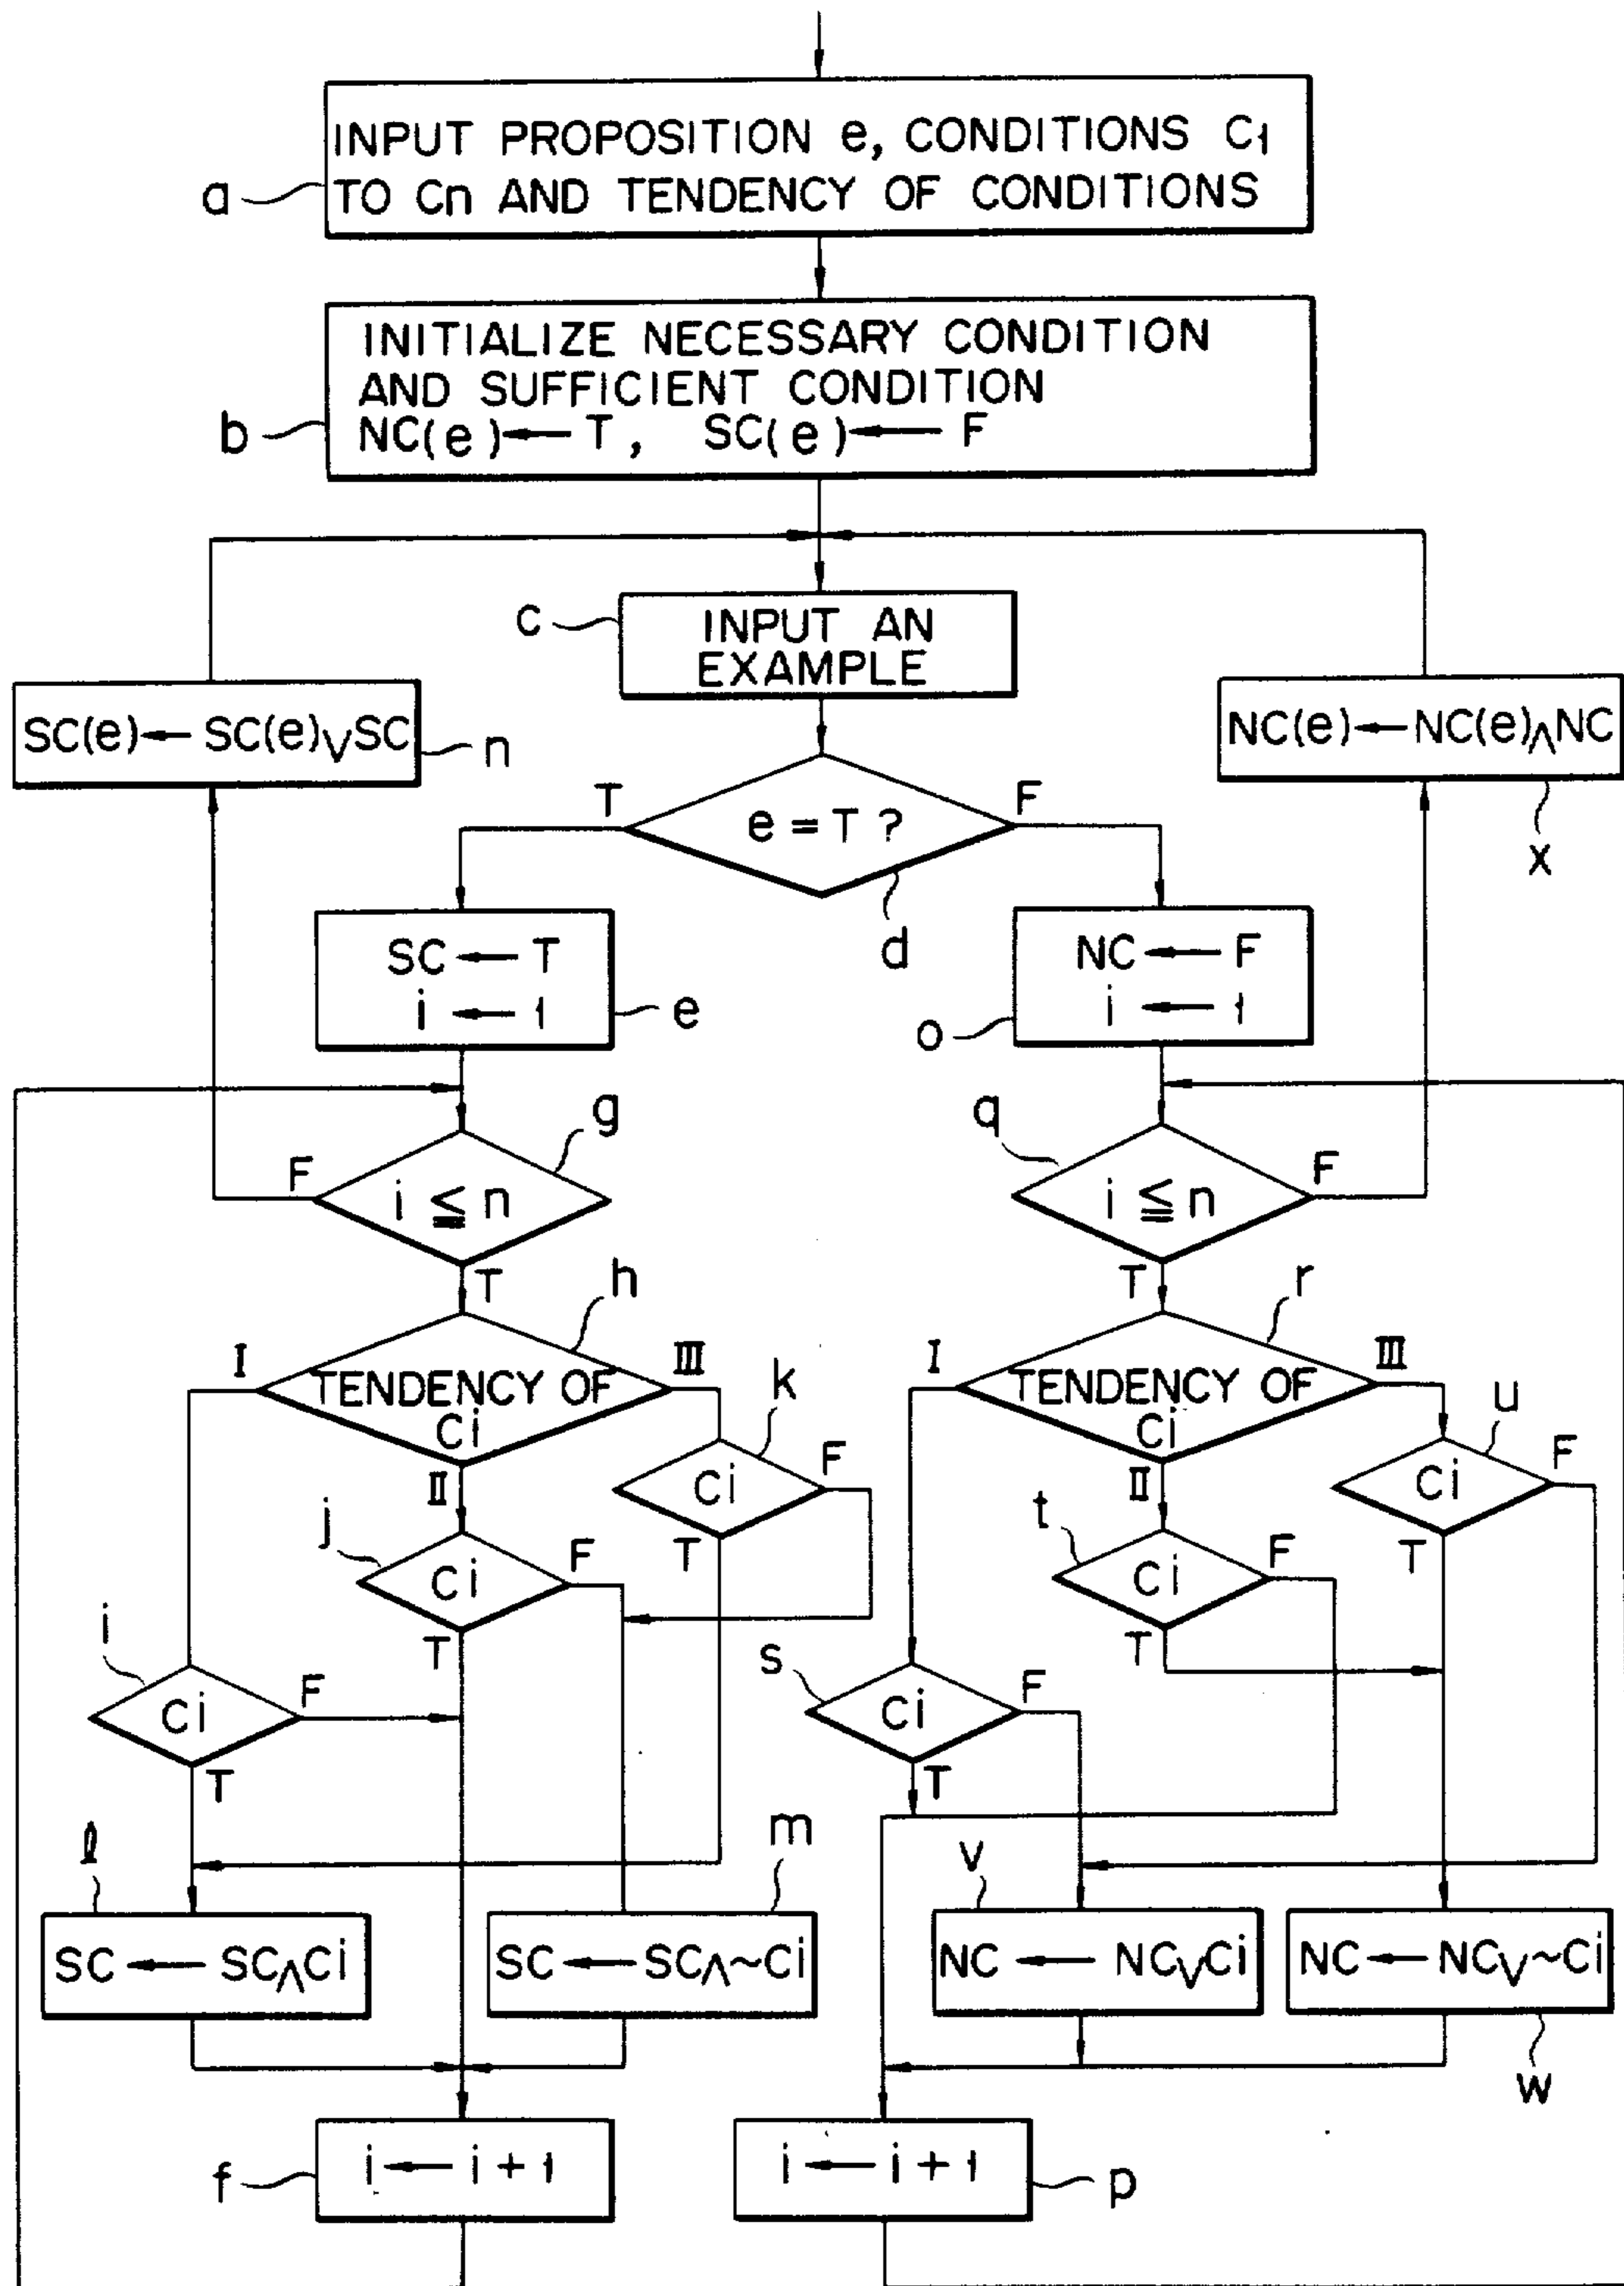 INPUT PROPOSITION e, CONDITIONS C1
a TO Cn AND TENDENCY OF CONDITIONS
INITIALIZE NECESSARY CONDITION
AND SUFFICIENT CONDITION
b NC(e)←T, SC(e)←F
c INPUT AN
EXAMPLE
SC(e)←SC(e)∨SC n
NC(e)←NC(e)∧NC
x
T e=T? F
d
SC←T
i←1 e
NC←F
o i←1
g
F i≦n
T
q
i≦n F
T
h
I TENDENCY OF III
Ci
II
k
Ci F
T
j
Ci F
T
i
Ci F
T
r
I TENDENCY OF III
Ci
II
u
Ci F
T
t
Ci F
T
s
Ci F
T
ℓ
SC←SC∧Ci
m
SC←SC∧~Ci
v
NC←NC∨Ci
NC←NC∨~Ci
w
f i←i+1
i←i+1 p